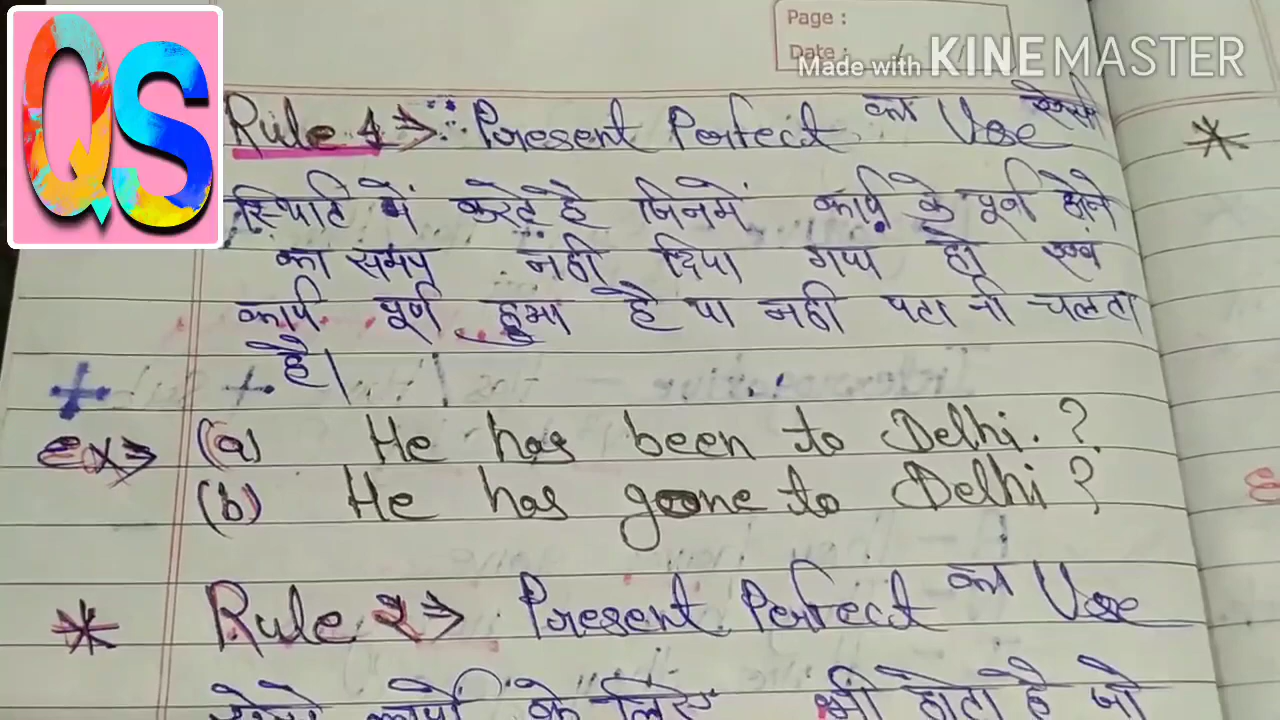 QS
Page :
Date :
Made with KINEMASTER
Rule 1 ⇒ Present Perfect का Use ऐसी
स्थिति में करते है जिनमें कार्य के पूर्ण होने
का समय नही दिया गया हो एवं
कार्य पूर्ण हुआ है या नही पता नी चलता
है।
ex ⇒ (a) He has been to Delhi. ?
(b) He has gone to Delhi ?
* Rule 2 ⇒ Present Perfect का Use
ऐसे कार्यो के लिए भी होता है जो